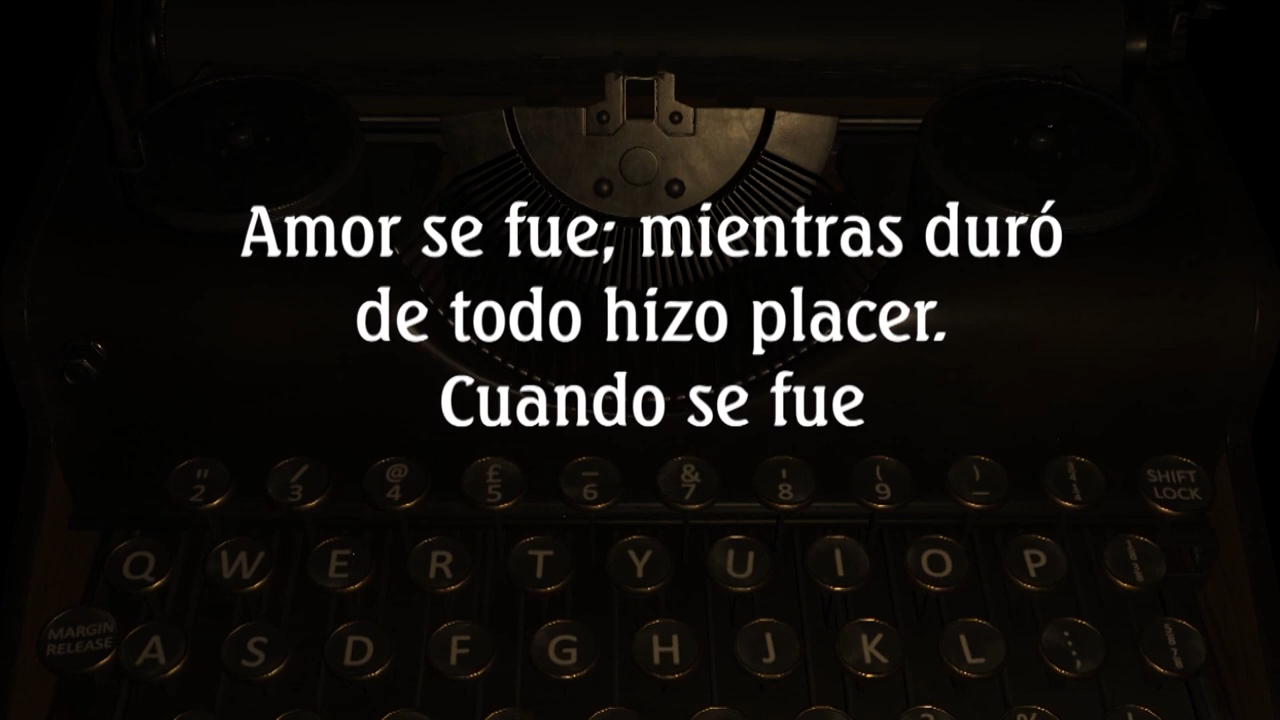 Amor se fue; mientras duró
de todo hizo placer.
Cuando se fue
" / @ £ _ & ' ( )
2 3 4 5 6 7 8 9 _
SHIFT
LOCK
Q W E R T Y U I O P
MARGIN
RELEASE
A S D F G H J K L